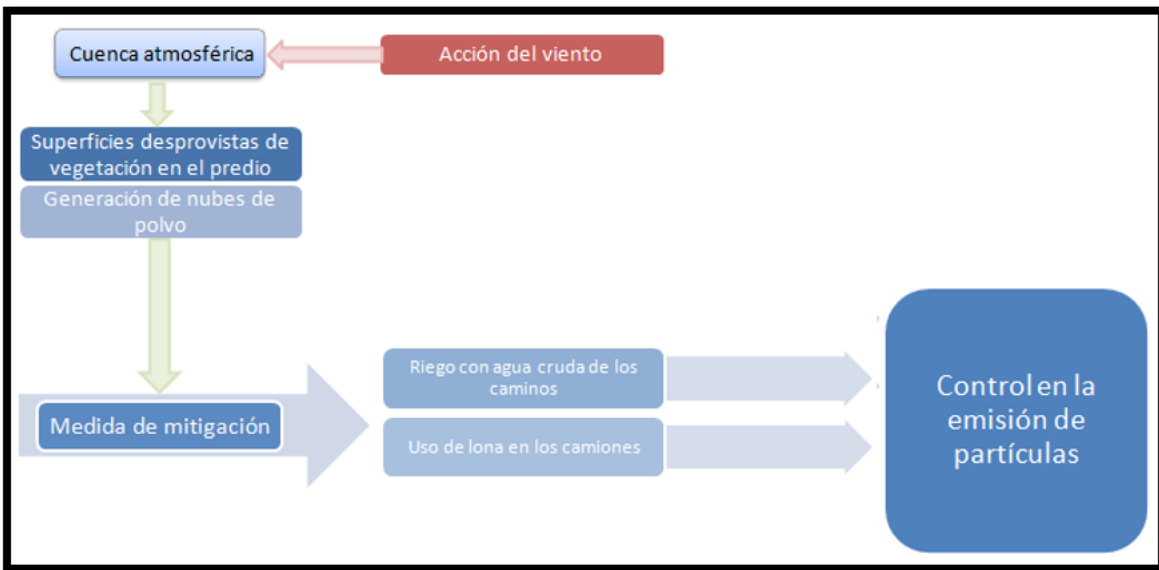 Cuenca atmosférica
Acción del viento
Superficies desprovistas de
vegetación en el predio
Generación de nubes de
polvo
Medida de mitigación
Riego con agua cruda de los
caminos
Uso de lona en los camiones
Control en la
emisión de
partículas